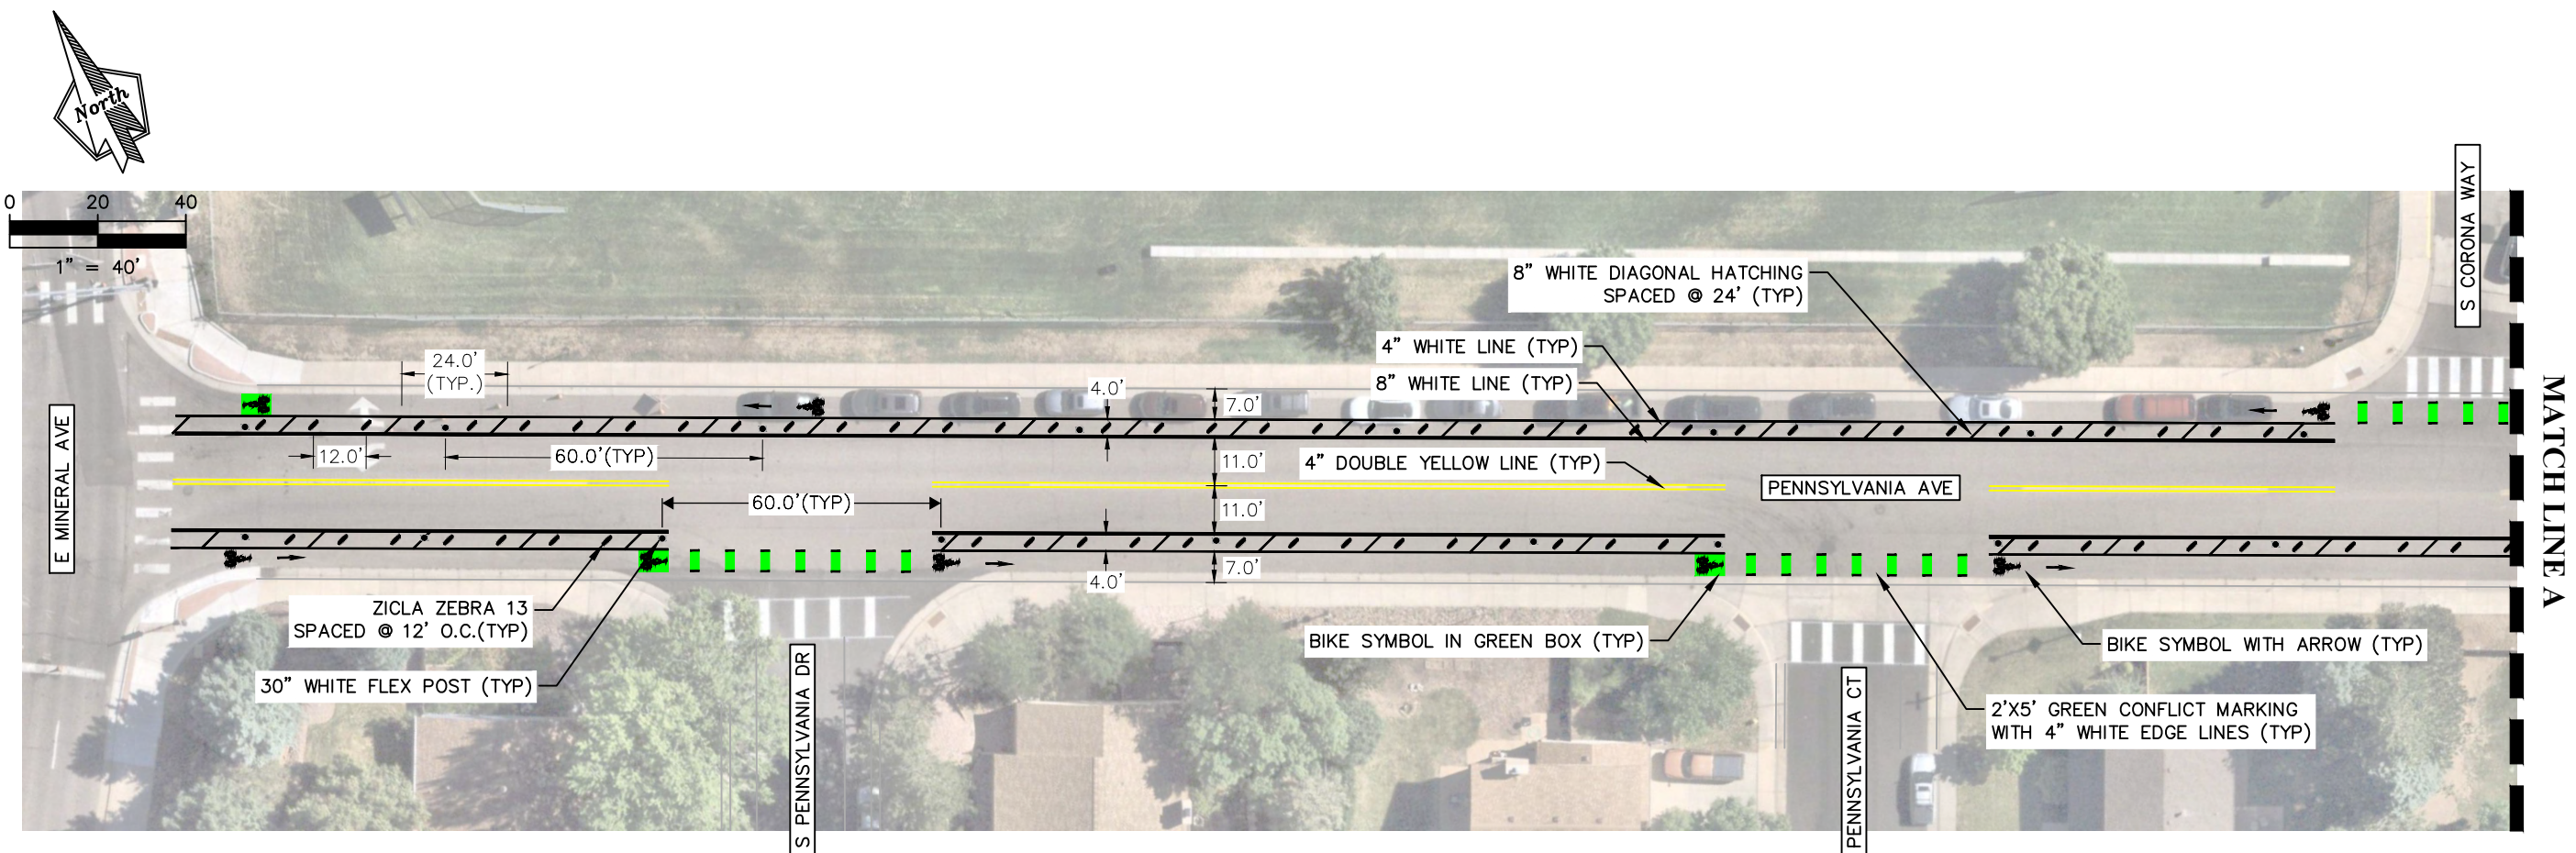 North
0 20 40
1" = 40'
S CORONA WAY
8" WHITE DIAGONAL HATCHING
SPACED @ 24' (TYP)
4" WHITE LINE (TYP)
8" WHITE LINE (TYP)
24.0'
(TYP.)
4.0'
7.0'
12.0'
60.0'(TYP)
11.0'
4" DOUBLE YELLOW LINE (TYP)
PENNSYLVANIA AVE
E MINERAL AVE
MATCH LINE A
60.0'(TYP)
11.0'
4.0'
7.0'
ZICLA ZEBRA 13
SPACED @ 12' O.C.(TYP)
30" WHITE FLEX POST (TYP)
S PENNSYLVANIA DR
BIKE SYMBOL IN GREEN BOX (TYP)
PENNSYLVANIA CT
BIKE SYMBOL WITH ARROW (TYP)
2'X5' GREEN CONFLICT MARKING
WITH 4" WHITE EDGE LINES (TYP)